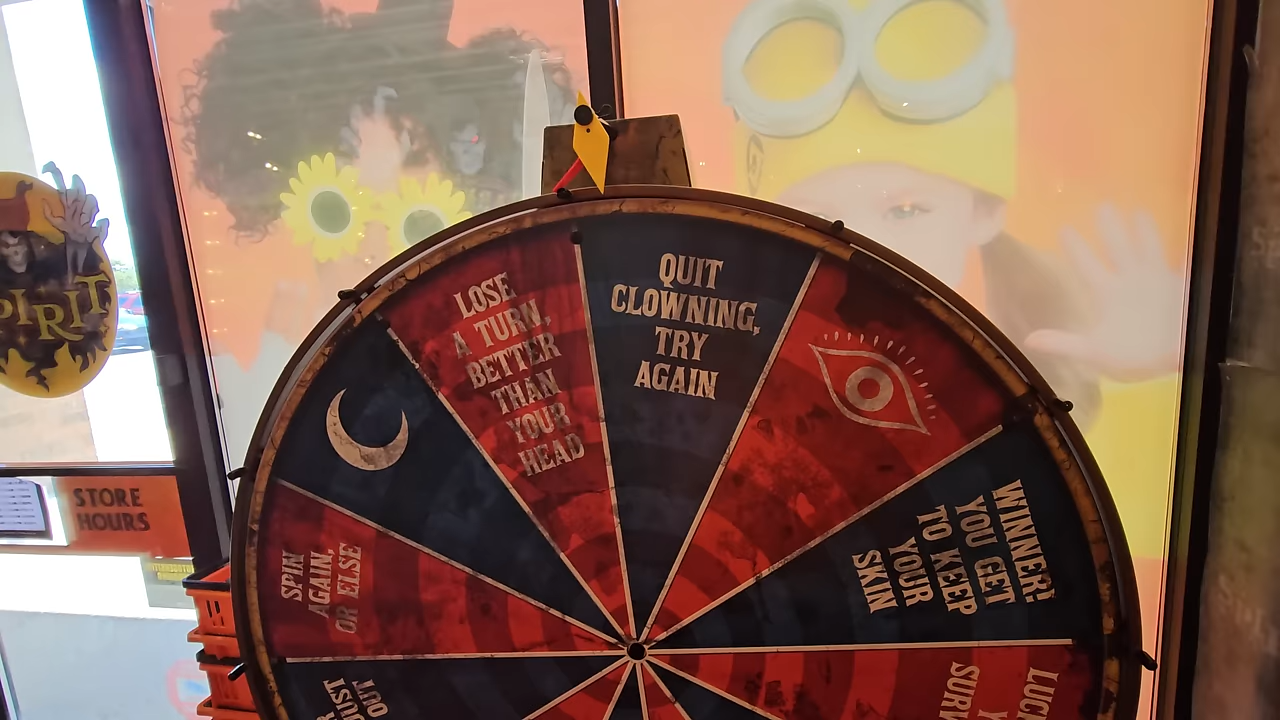 SPIRIT
STORE
HOURS
LOSE
A TURN,
BETTER
THAN
YOUR
HEAD
QUIT
CLOWNING,
TRY
AGAIN
WINNER!
YOU GET
TO KEEP
YOUR
SKIN
SPIN
AGAIN,
OR ELSE
OUT